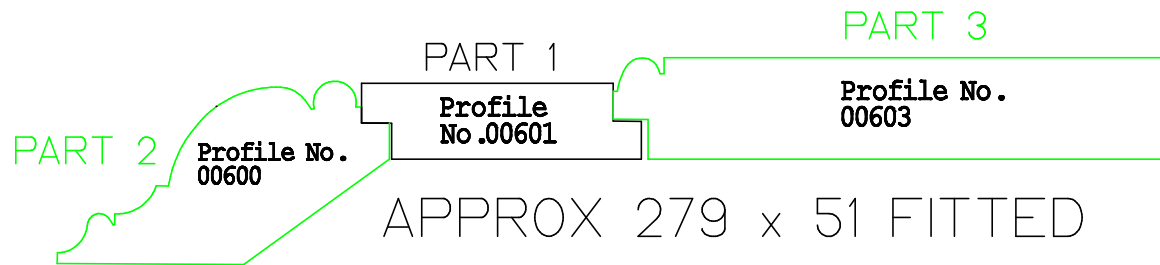 PART 3
PART 1
Profile No.
00603
Profile
No.00601
PART 2
Profile No.
00600
APPROX 279 x 51 FITTED